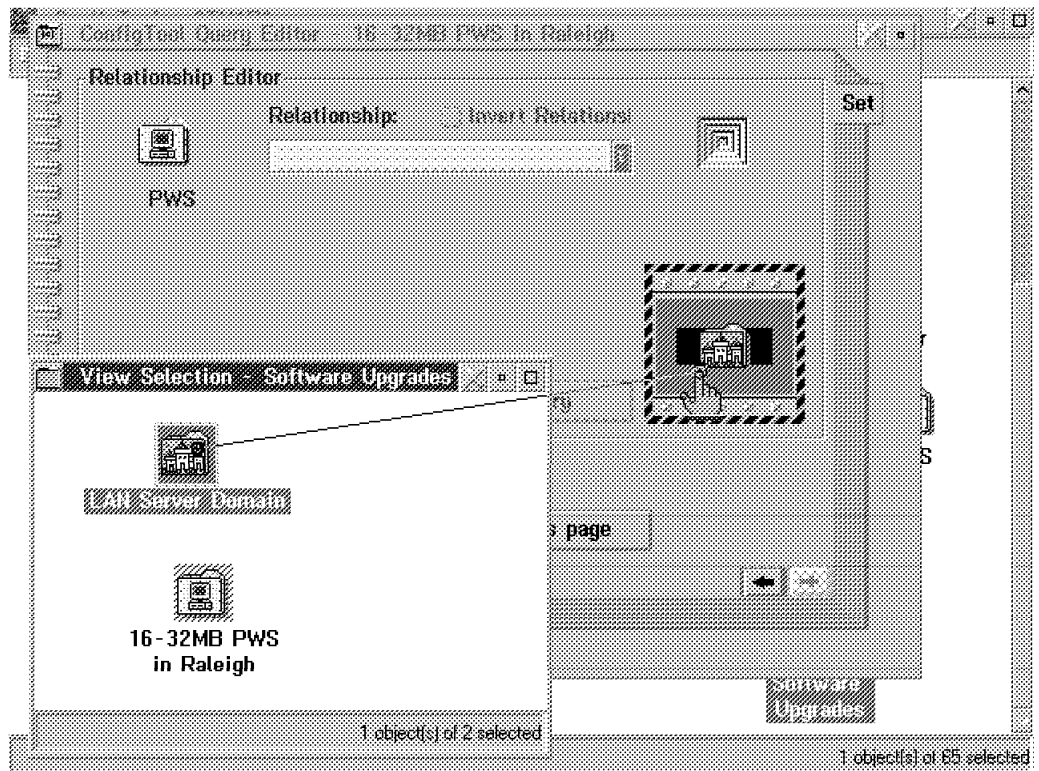 ConfigTool Query Editor - 16-32MB PWS in Raleigh
Relationship Editor
Set
Relationship:
Invert Relationsl
PWS
View Selection - Software Upgrades
LAN Server Domain
16-32MB PWS
in Raleigh
1 object(s) of 2 selected
s page
S
Software
Upgrades
1 object(s) of 65 selected